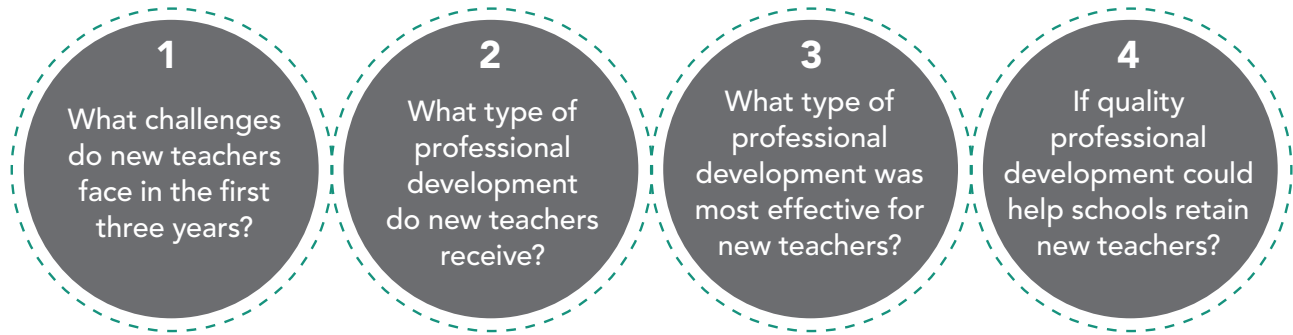 1
What challenges
do new teachers
face in the first
three years?
2
What type of
professional
development
do new teachers
receive?
3
What type of
professional
development was
most effective for
new teachers?
4
If quality
professional
development could
help schools retain
new teachers?